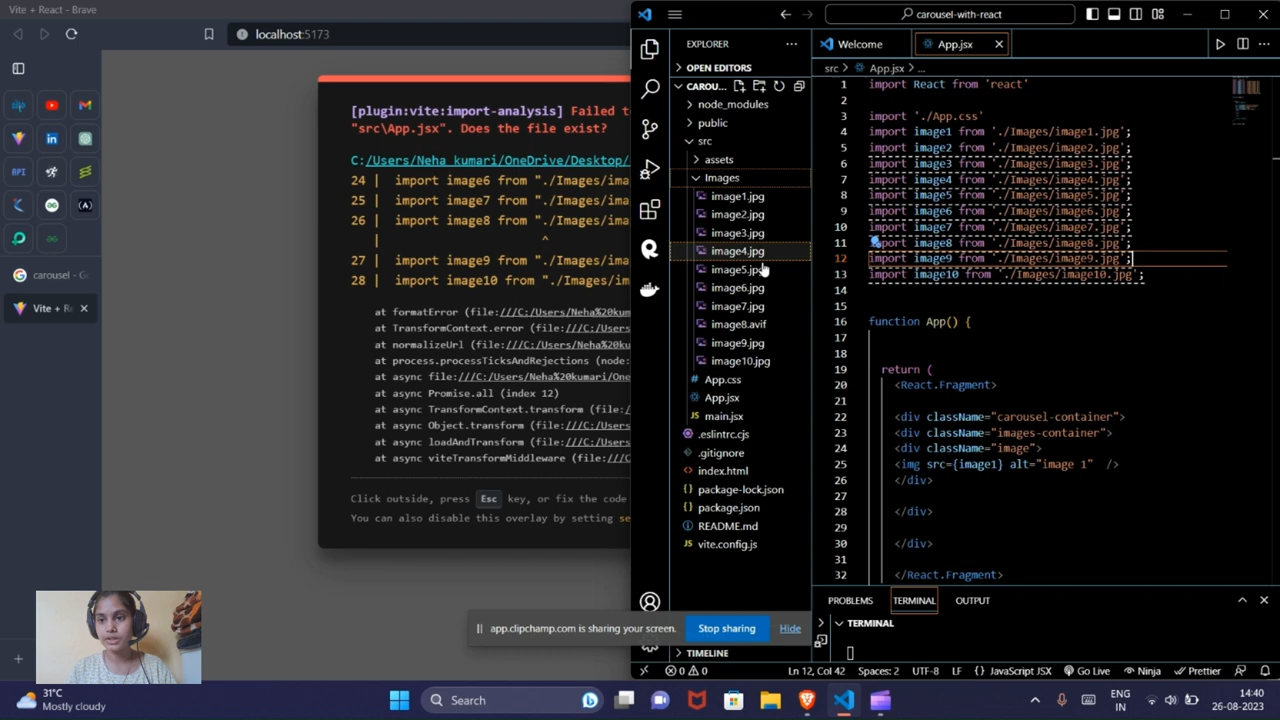 Vite + React - Brave
localhost:5173
[plugin:vite:import-analysis] Failed to
"src\App.jsx". Does the file exist?
C:/Users/Neha kumari/OneDrive/Desktop/
24 | import image6 from "./Images/ima
25 | import image7 from "./Images/ima
26 | import image8 from "./Images/ima
| ^
27 | import image9 from "./Images/ima
28 | import image10 from "./Images/im
at formatError (file:///C:/Users/Neha%20kum
at TransformContext.error (file:///C:/Users
at normalizeUrl (file:///C:/Users/Neha%20ku
at process.processTicksAndRejections (node:
at async file:///C:/Users/Neha%20kumari/One
at async Promise.all (index 12)
at async TransformContext.transform (file:/
at async Object.transform (file:///C:/Users
at async loadAndTransform (file:///C:/Users
at async viteTransformMiddleware (file:///C
Click outside, press Esc key, or fix the code
You can also disable this overlay by setting se
carousel - Go
Vite + Re
carousel-with-react
EXPLORER
OPEN EDITORS
CAROU...
node_modules
public
src
assets
Images
image1.jpg
image2.jpg
image3.jpg
image4.jpg
image5.jpg
image6.jpg
image7.jpg
image8.avif
image9.jpg
image10.jpg
App.css
App.jsx
main.jsx
.eslintrc.cjs
.gitignore
index.html
package-lock.json
package.json
README.md
vite.config.js
TIMELINE
Welcome
App.jsx
src > App.jsx > ...
1 import React from 'react'
2
3 import './App.css'
4 import image1 from './Images/image1.jpg';
5 import image2 from './Images/image2.jpg';
6 import image3 from './Images/image3.jpg';
7 import image4 from './Images/image4.jpg';
8 import image5 from './Images/image5.jpg';
9 import image6 from './Images/image6.jpg';
10 import image7 from './Images/image7.jpg';
11 import image8 from './Images/image8.jpg';
12 import image9 from './Images/image9.jpg';
13 import image10 from './Images/image10.jpg';
14
15
16 function App() {
17
18
19 return (
20 <React.Fragment>
21
22 <div className="carousel-container">
23 <div className="images-container">
24 <div className="image">
25 <img src={image1} alt="image 1" />
26 </div>
27
28 </div>
29
30 </div>
31
32 </React.Fragment>
PROBLEMS TERMINAL OUTPUT
TERMINAL
app.clipchamp.com is sharing your screen. Stop sharing Hide
0 0 Ln 12, Col 42 Spaces: 2 UTF-8 LF {} JavaScript JSX Go Live Ninja Prettier
31°C
Mostly cloudy
Search
ENG
IN
14:40
26-08-2023